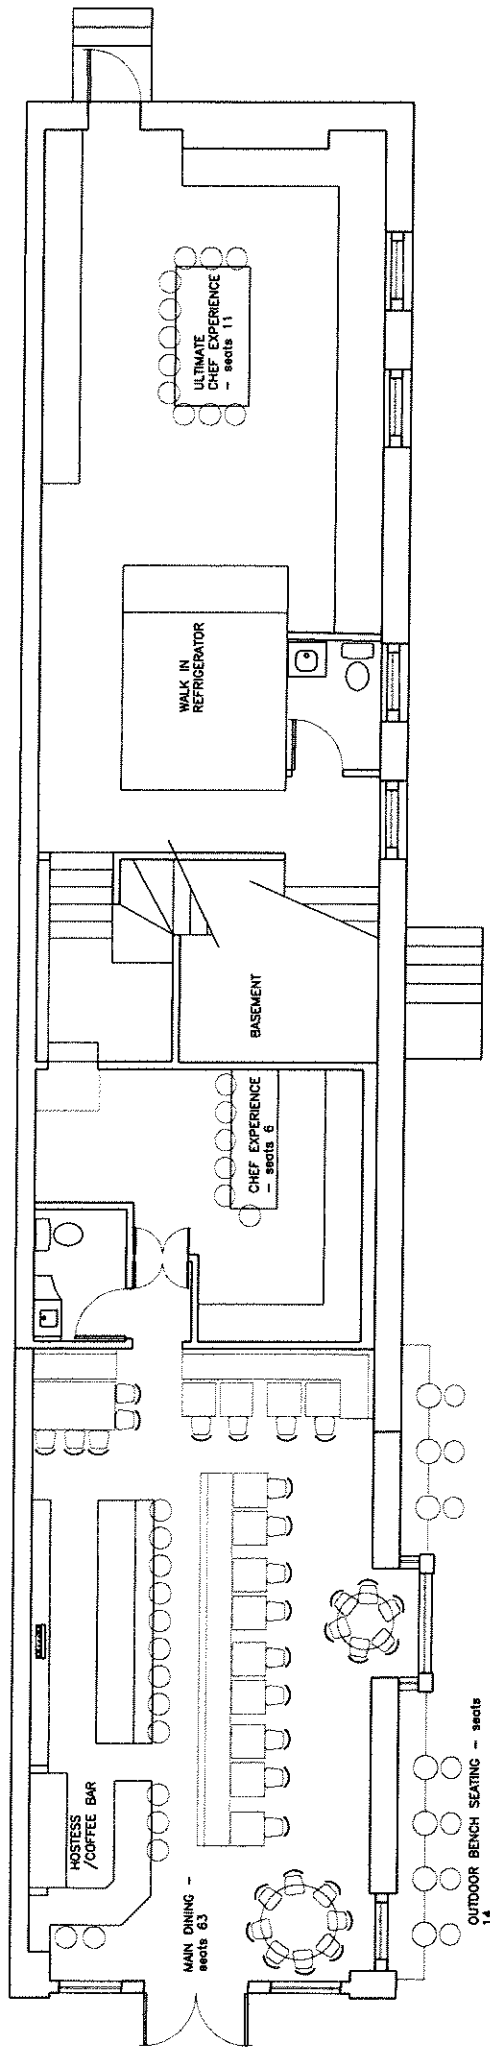 ULTIMATE
CHEF EXPERIENCE
- seats 11
WALK IN
REFRIGERATOR
BASEMENT
CHEF EXPERIENCE
- seats 6
HOSTESS
/COFFEE BAR
MAIN DINING -
seats 63
OUTDOOR BENCH SEATING - seats
14